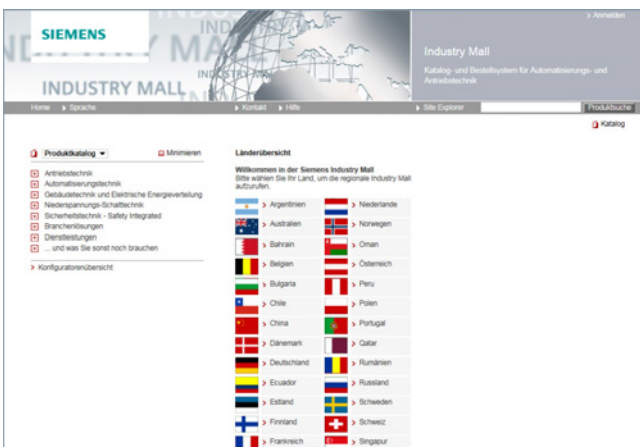 SIEMENS
INDUSTRY MALL
> Anmelden
Industry Mall
Katalog- und Bestellsystem für Automatisierungs- und
Antriebstechnik
Home > Sprache > Kontakt > Hilfe > Site Explorer Produktsuche
Katalog
Produktkatalog Minimieren
Antriebstechnik
Automatisierungstechnik
Gebäudetechnik und Elektrische Energieverteilung
Niederspannungs-Schalttechnik
Sicherheitstechnik - Safety Integrated
Branchenlösungen
Dienstleistungen
... und was Sie sonst noch brauchen
> Konfiguratorenübersicht
Länderübersicht
Willkommen in der Siemens Industry Mall
Bitte wählen Sie Ihr Land, um die regionale Industry Mall
aufzurufen.
> Argentinien > Niederlande
> Australien > Norwegen
> Bahrain > Oman
> Belgien > Österreich
> Bulgaria > Peru
> Chile > Polen
> China > Portugal
> Dänemark > Qatar
> Deutschland > Rumänien
> Ecuador > Russland
> Estland > Schweden
> Finnland > Schweiz
> Frankreich > Singapur